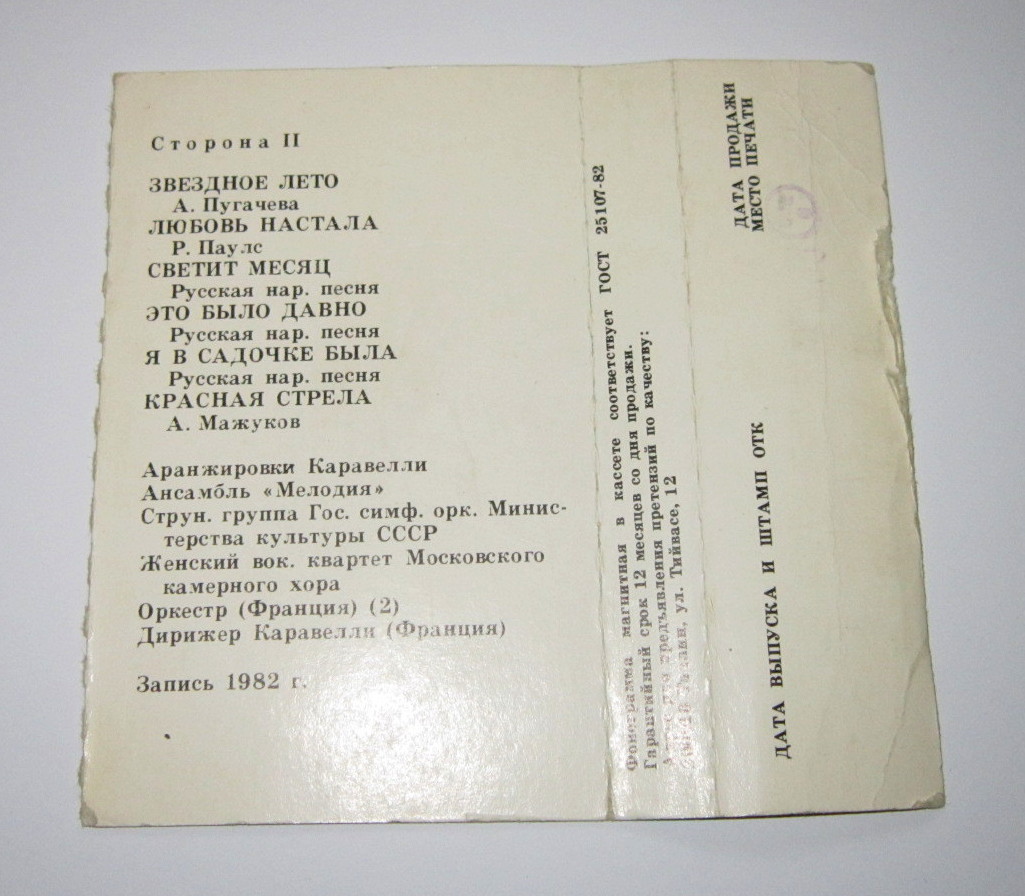 Сторона II
ЗВЕЗДНОЕ ЛЕТО
А. Пугачева
ЛЮБОВЬ НАСТАЛА
Р. Паулс
СВЕТИТ МЕСЯЦ
Русская нар. песня
ЭТО БЫЛО ДАВНО
Русская нар. песня
Я В САДОЧКЕ БЫЛА
Русская нар. песня
КРАСНАЯ СТРЕЛА
А. Мажуков
Аранжировки Каравелли
Ансамбль «Мелодия»
Струн. группа Гос. симф. орк. Минис-
терства культуры СССР
Женский вок. квартет Московского
камерного хора
Оркестр (Франция) (2)
Дирижер Каравелли (Франция)
Запись 1982 г.
Фонограмма магнитная в кассете соответствует ГОСТ 25107-82
Гарантийный срок 12 месяцев со дня продажи.
для предъявления претензий по качеству:
ул. Тийвасе, 12
ДАТА ПРОДАЖИ
МЕСТО ПЕЧАТИ
ДАТА ВЫПУСКА И ШТАМП ОТК